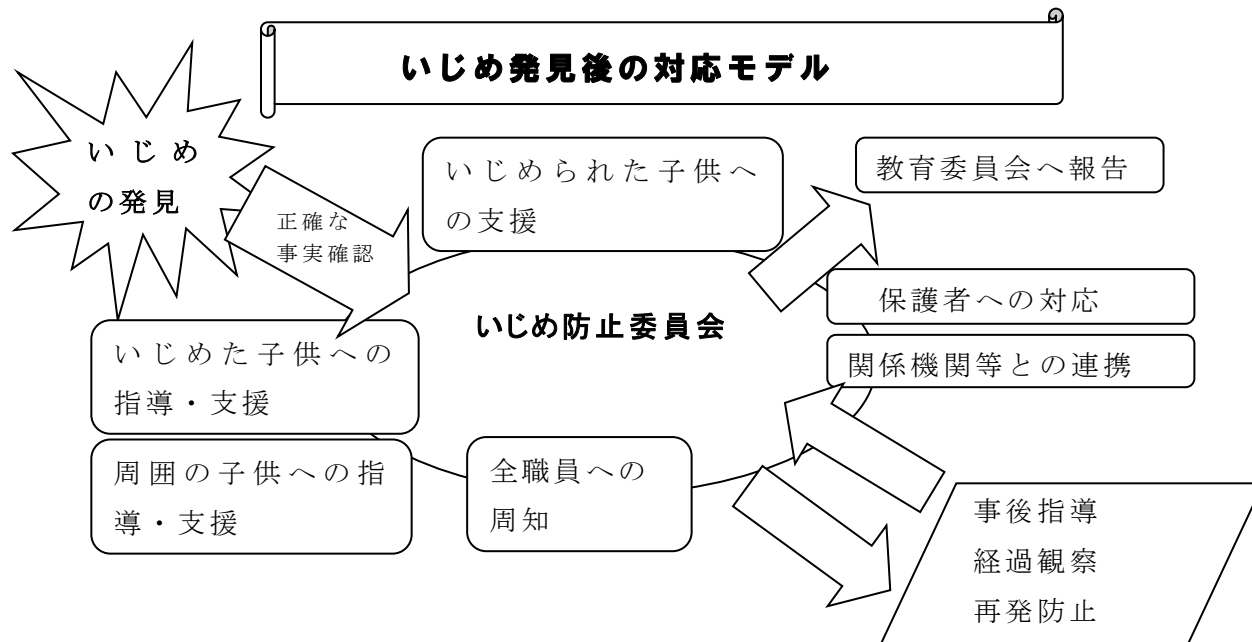 いじめ発見後の対応モデル
いじめ
の発見
正確な
事実確認
いじめられた子供へ
の支援
教育委員会へ報告
保護者への対応
関係機関等との連携
いじめ防止委員会
いじめた子供への
指導・支援
周囲の子供への指
導・支援
全職員への
周知
事後指導
経過観察
再発防止